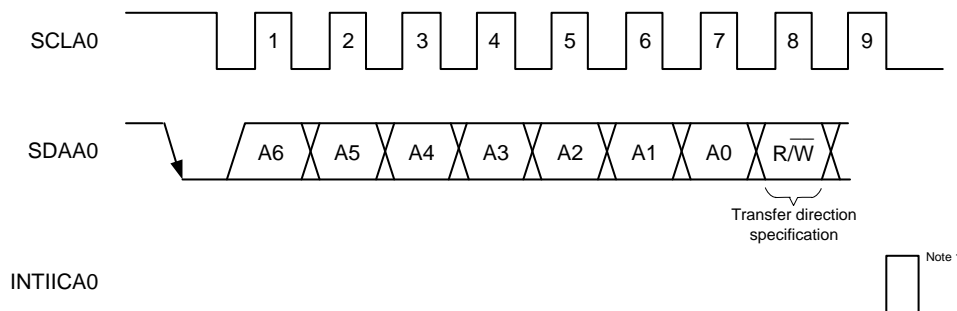 SCLA0
1 2 3 4 5 6 7 8 9
SDAA0
A6 A5 A4 A3 A2 A1 A0 R/W̅
Transfer direction
specification
INTIICA0
Note